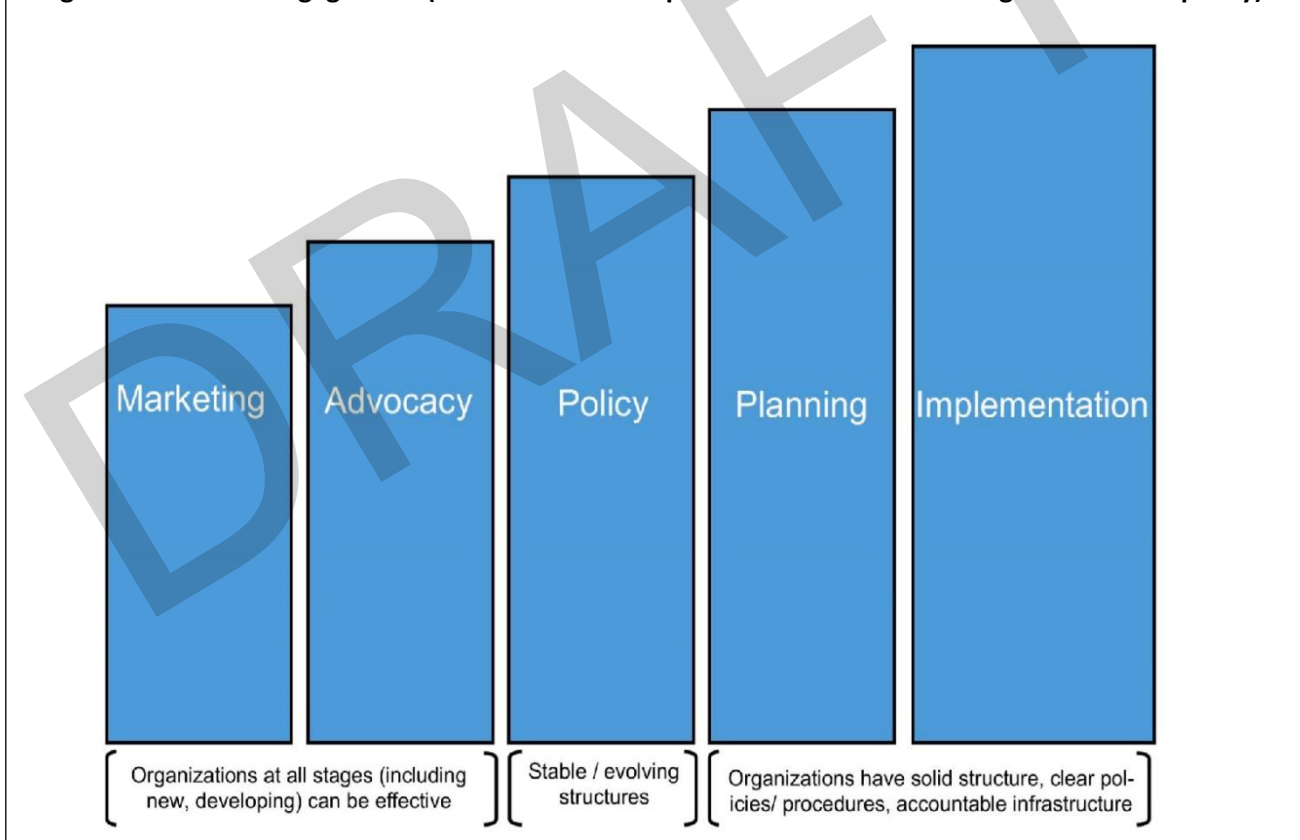 DRAFT
Marketing
Advocacy
Policy
Planning
Implementation
Organizations at all stages (including
new, developing) can be effective
Stable / evolving
structures
Organizations have solid structure, clear pol-
icies/ procedures, accountable infrastructure